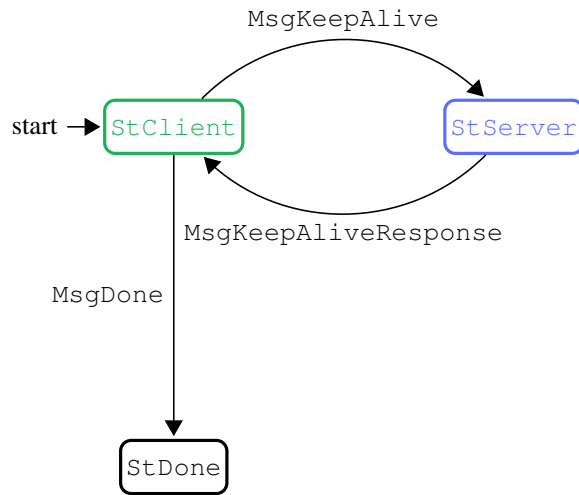 MsgKeepAlive
start
StClient
StServer
MsgKeepAliveResponse
MsgDone
StDone